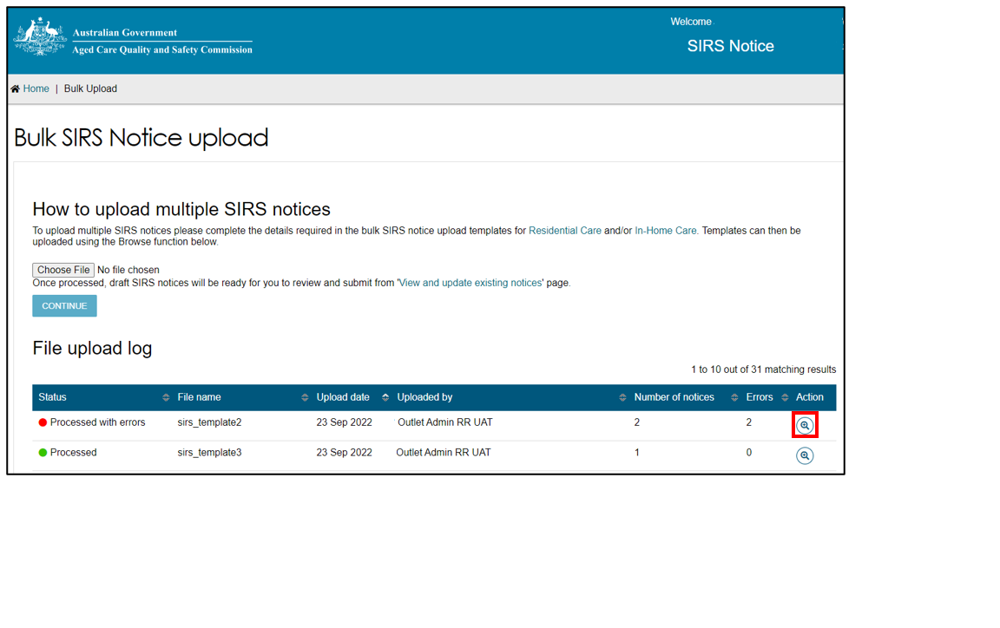 Australian Government
Aged Care Quality and Safety Commission
Welcome
SIRS Notice
Home | Bulk Upload
Bulk SIRS Notice upload
How to upload multiple SIRS notices
To upload multiple SIRS notices please complete the details required in the bulk SIRS notice upload templates for Residential Care and/or In-Home Care. Templates can then be
uploaded using the Browse function below.
Choose File No file chosen
Once processed, draft SIRS notices will be ready for you to review and submit from 'View and update existing notices' page.
CONTINUE
File upload log
1 to 10 out of 31 matching results
Status File name Upload date Uploaded by Number of notices Errors Action
Processed with errors sirs_template2 23 Sep 2022 Outlet Admin RR UAT 2 2
Processed sirs_template3 23 Sep 2022 Outlet Admin RR UAT 1 0